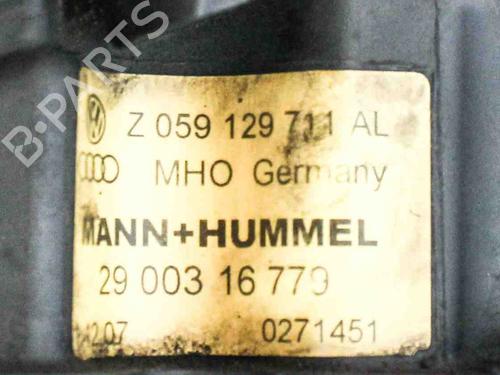 B-PARTS
Z 059 129 711 AL
MHO Germany
MANN+HUMMEL
29 003 16 779
0271451